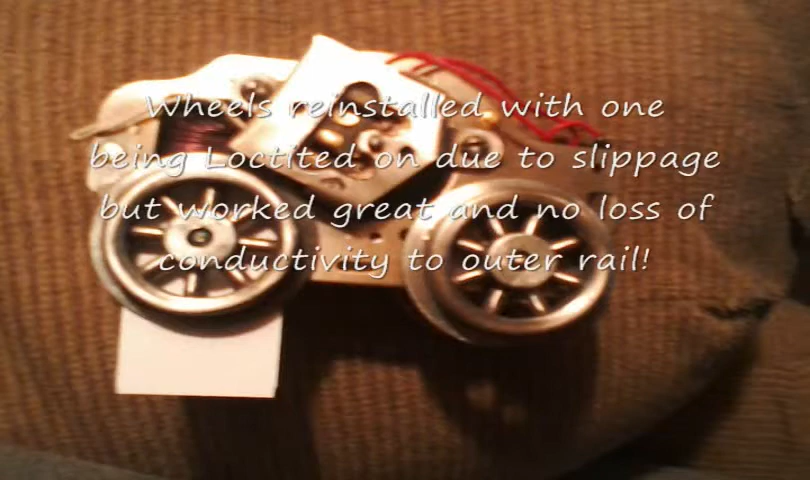 Wheels reinstalled with one
being Loctited on due to slippage
but worked great and no loss of
conductivity to outer rail!